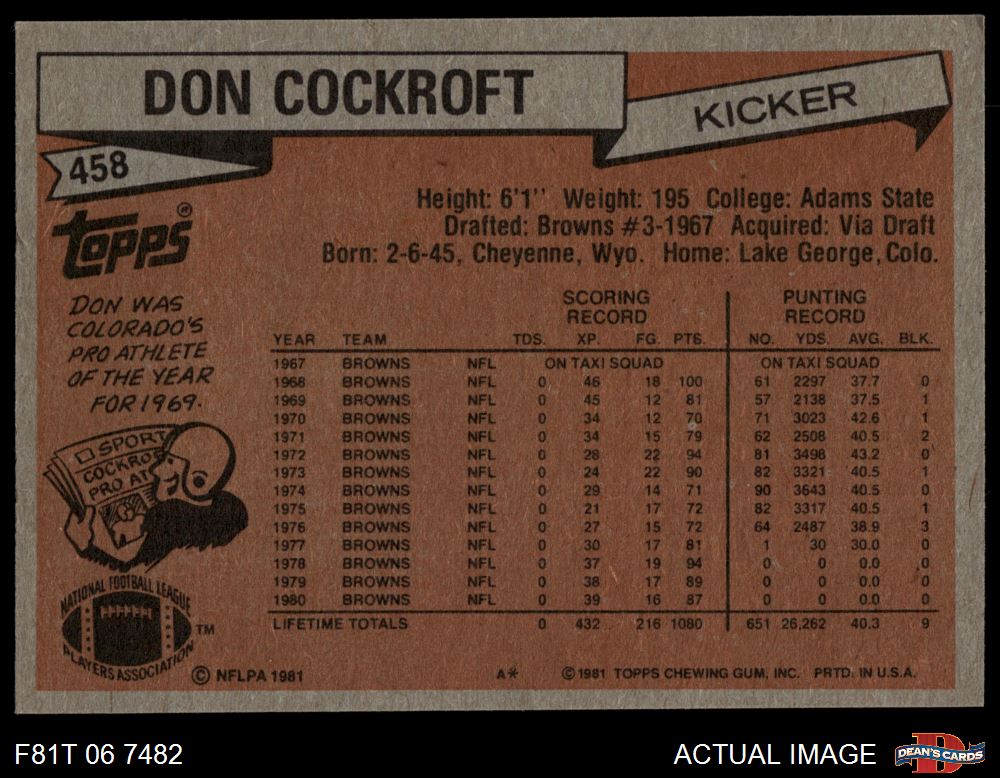 DON COCKROFT
KICKER
458
Topps®
Height: 6'1'' Weight: 195 College: Adams State
Drafted: Browns #3-1967 Acquired: Via Draft
Born: 2-6-45, Cheyenne, Wyo. Home: Lake George, Colo.
DON WAS
COLORADO'S
PRO ATHLETE
OF THE YEAR
FOR 1969.
SPORT
COCKROF
PRO AT
NATIONAL FOOTBALL LEAGUE
PLAYERS ASSOCIATION
TM
SCORING RECORD PUNTING RECORD
YEAR TEAM TDS. XP. FG. PTS. NO. YDS. AVG. BLK.
1967 BROWNS NFL ON TAXI SQUAD ON TAXI SQUAD
1968 BROWNS NFL 0 46 18 100 61 2297 37.7 0
1969 BROWNS NFL 0 45 12 81 57 2138 37.5 1
1970 BROWNS NFL 0 34 12 70 71 3023 42.6 1
1971 BROWNS NFL 0 34 15 79 62 2508 40.5 2
1972 BROWNS NFL 0 28 22 94 81 3498 43.2 0
1973 BROWNS NFL 0 24 22 90 82 3321 40.5 1
1974 BROWNS NFL 0 29 14 71 90 3643 40.5 0
1975 BROWNS NFL 0 21 17 72 82 3317 40.5 1
1976 BROWNS NFL 0 27 15 72 64 2487 38.9 3
1977 BROWNS NFL 0 30 17 81 1 30 30.0 0
1978 BROWNS NFL 0 37 19 94 0 0 0.0 0
1979 BROWNS NFL 0 38 17 89 0 0 0.0 0
1980 BROWNS NFL 0 39 16 87 0 0 0.0 0
LIFETIME TOTALS 0 432 216 1080 651 26,262 40.3 9
© NFLPA 1981 A* ©1981 TOPPS CHEWING GUM, INC. PRTD. IN U.S.A.
F81T 06 7482 ACTUAL IMAGE DEAN'S CARDS